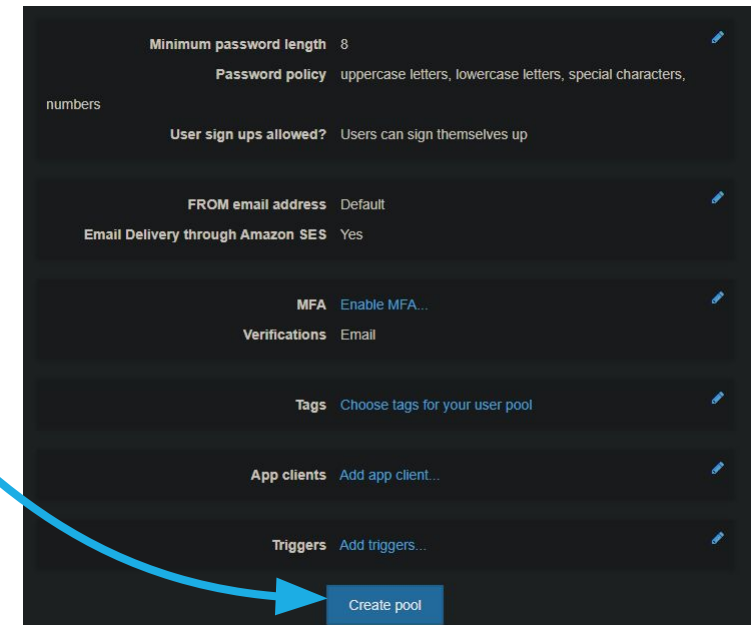 Minimum password length 8
Password policy uppercase letters, lowercase letters, special characters,
numbers
User sign ups allowed? Users can sign themselves up
FROM email address Default
Email Delivery through Amazon SES Yes
MFA Enable MFA...
Verifications Email
Tags Choose tags for your user pool
App clients Add app client...
Triggers Add triggers...
Create pool